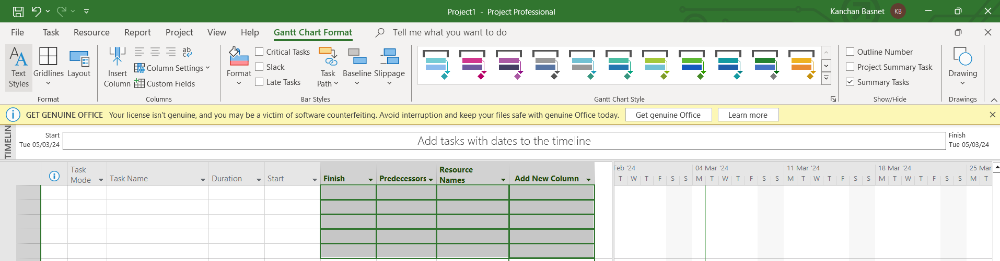 Project1 - Project Professional
Kanchan Basnet
KB
File Task Resource Report Project View Help Gantt Chart Format Tell me what you want to do
Text Styles
Gridlines
Layout
Format
Insert Column
ab
Column Settings
Custom Fields
Columns
Format
Critical Tasks
Slack
Late Tasks
Task Path
Baseline
Slippage
Bar Styles
Gantt Chart Style
Outline Number
Project Summary Task
Summary Tasks
Show/Hide
Drawing
Drawings
GET GENUINE OFFICE Your license isn't genuine, and you may be a victim of software counterfeiting. Avoid interruption and keep your files safe with genuine Office today. Get genuine Office Learn more
TIMELIN
Start
Tue 05/03/24
Add tasks with dates to the timeline
Finish
Tue 05/03/24
Task Mode
Task Name
Duration
Start
Finish
Predecessors
Resource Names
Add New Column
Feb '24 04 Mar '24 11 Mar '24 18 Mar '24 25 Mar
T W T F S S M T W T F S S M T W T F S S M T W T F S S M T